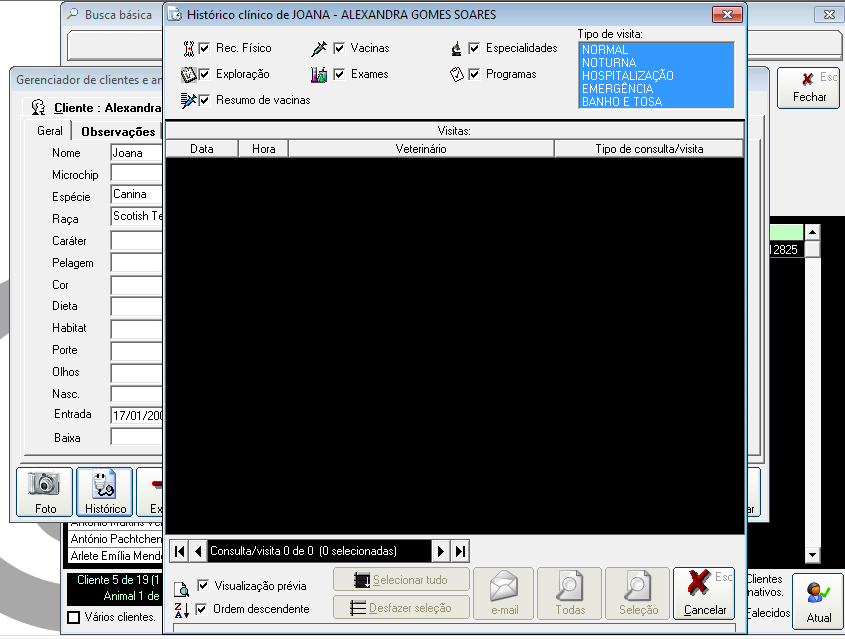 Busca básica
Histórico clínico de JOANA - ALEXANDRA GOMES SOARES
Rec. Físico
Vacinas
Especialidades
Exploração
Exames
Programas
Resumo de vacinas
Tipo de visita:
NORMAL
NOTURNA
HOSPITALIZAÇÃO
EMERGÊNCIA
BANHO E TOSA
Esc
Fechar
Gerenciador de clientes e an
Cliente : Alexandra
Geral
Observações
Nome Joana
Microchip
Espécie Canina
Raça Scotish Te
Caráter
Pelagem
Cor
Dieta
Habitat
Porte
Olhos
Nasc.
Entrada 17/01/200
Baixa
Visitas:
Data Hora Veterinário Tipo de consulta/visita
12825
Foto
Histórico
Ex
ar
António Pachtchen
Arlete Emília Mende
Cliente 5 de 19 (1
Animal 1 de
Vários clientes.
Consulta/visita 0 de 0 (0 selecionadas)
Visualização prévia
Ordem descendente
Selecionar tudo
Desfazer seleção
e-mail
Todas
Seleção
Esc
Cancelar
Clientes
nativos.
Falecidos
Atual